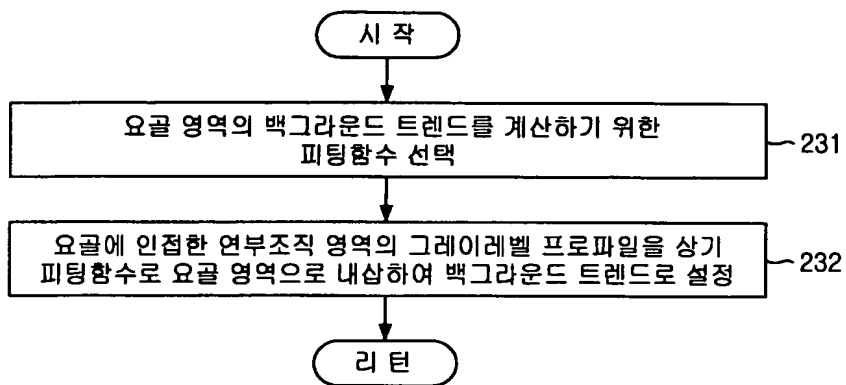 시 작
요골 영역의 백그라운드 트렌드를 계산하기 위한
피팅함수 선택
231
요골에 인접한 연부조직 영역의 그레이레벨 프로파일을 상기
피팅함수로 요골 영역으로 내삽하여 백그라운드 트렌드로 설정
232
리 턴